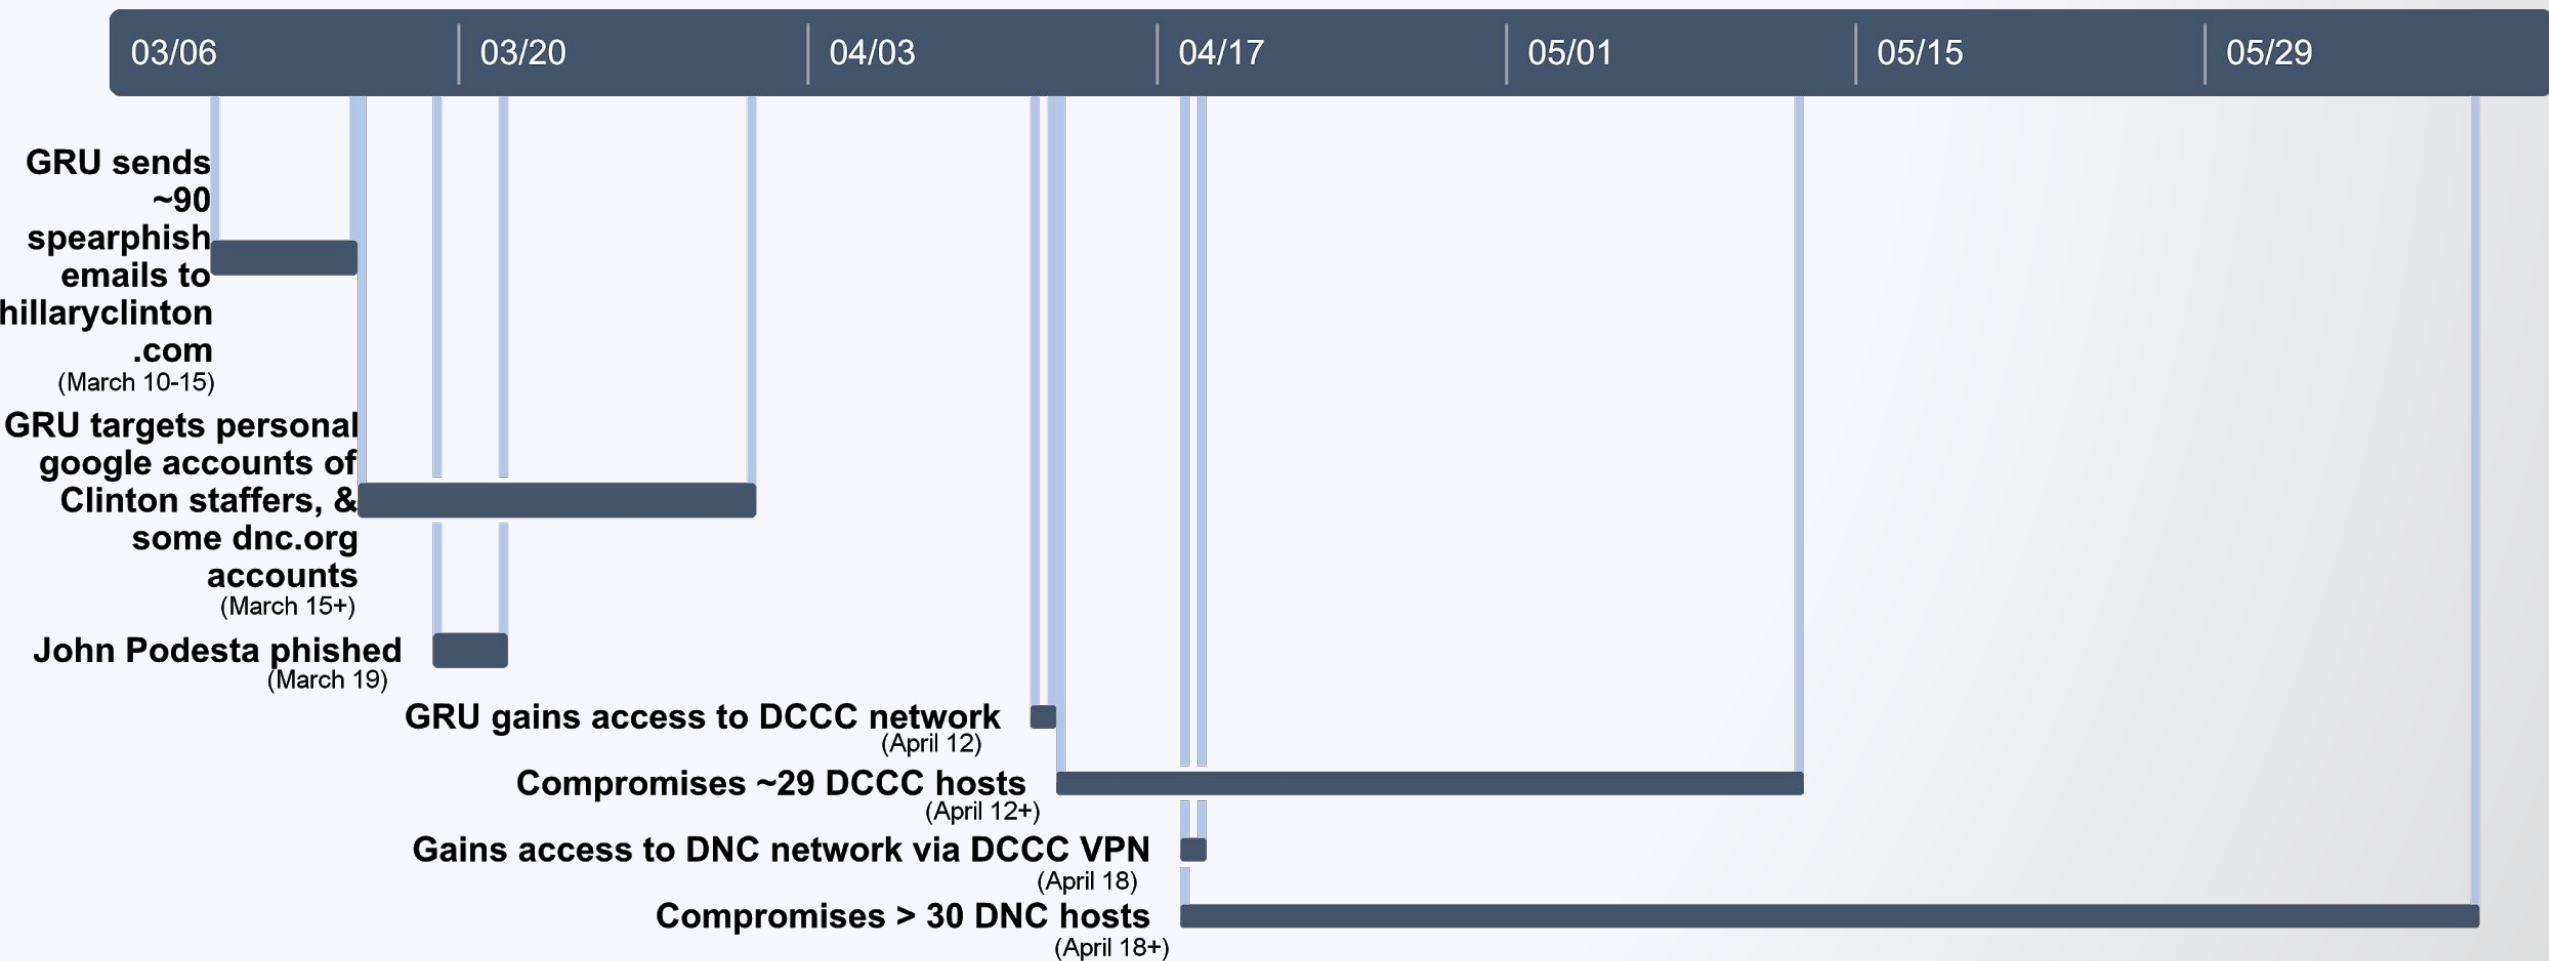 03/06 03/20 04/03 04/17 05/01 05/15 05/29
GRU sends
~90
spearphish
emails to
hillaryclinton
.com
(March 10-15)
GRU targets personal
google accounts of
Clinton staffers, &
some dnc.org
accounts
(March 15+)
John Podesta phished
(March 19)
GRU gains access to DCCC network
(April 12)
Compromises ~29 DCCC hosts
(April 12+)
Gains access to DNC network via DCCC VPN
(April 18)
Compromises > 30 DNC hosts
(April 18+)